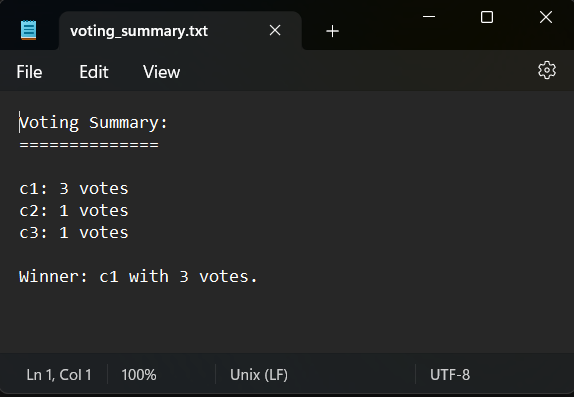 voting_summary.txt
File Edit View
Voting Summary:
==============
c1: 3 votes
c2: 1 votes
c3: 1 votes
Winner: c1 with 3 votes.
Ln 1, Col 1 100% Unix (LF) UTF-8